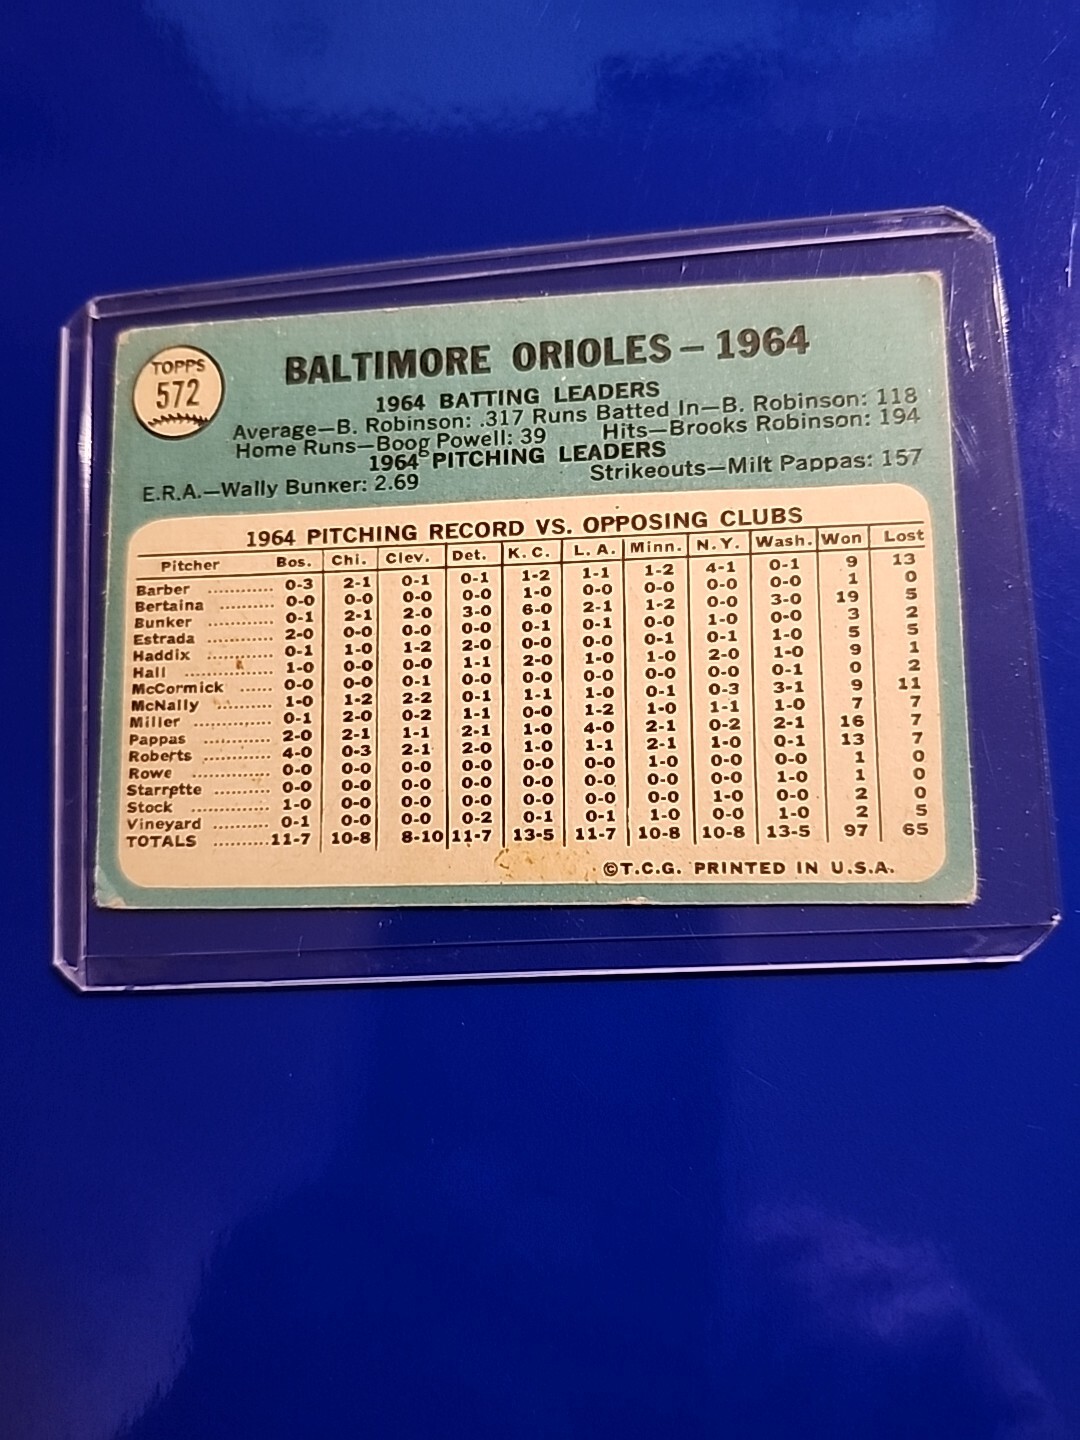 TOPPS
572
BALTIMORE ORIOLES – 1964
1964 BATTING LEADERS
Average—B. Robinson: .317 Runs Batted In—B. Robinson: 118
Home Runs—Boog Powell: 39 Hits—Brooks Robinson: 194
1964 PITCHING LEADERS
E.R.A.—Wally Bunker: 2.69 Strikeouts—Milt Pappas: 157
1964 PITCHING RECORD VS. OPPOSING CLUBS
Pitcher Bos. Chi. Clev. Det. K.C. L.A. Minn. N.Y. Wash. Won Lost
Barber ............ 0-3 2-1 0-1 0-1 1-2 1-1 1-2 4-1 0-1 9 13
Bertaina .......... 0-0 0-0 0-0 0-0 1-0 0-0 0-0 0-0 0-0 1 0
Bunker ............ 0-1 2-1 2-0 3-0 6-0 2-1 1-2 0-0 3-0 19 5
Estrada ........... 2-0 0-0 0-0 0-0 0-1 0-1 0-0 1-0 0-0 3 2
Haddix ............ 0-1 1-0 1-2 2-0 0-0 0-0 0-1 0-1 1-0 5 5
Hall ................ 1-0 0-0 0-0 1-1 2-0 1-0 1-0 2-0 1-0 9 1
McCormick ...... 0-0 0-0 0-1 0-0 0-0 0-0 0-0 0-0 0-1 0 2
McNally .......... 1-0 1-2 2-2 0-1 1-1 1-0 0-1 0-3 3-1 9 11
Miller .............. 0-1 2-0 0-2 1-1 0-0 1-2 1-0 1-1 1-0 7 7
Pappas ............ 2-0 2-1 1-1 2-1 1-0 4-0 2-1 0-2 2-1 16 7
Roberts ........... 4-0 0-3 2-1 2-0 1-0 1-1 2-1 1-0 0-1 13 7
Rowe .............. 0-0 0-0 0-0 0-0 0-0 0-0 1-0 0-0 0-0 1 0
Starrette ......... 0-0 0-0 0-0 0-0 0-0 0-0 0-0 0-0 1-0 1 0
Stock .............. 1-0 0-0 0-0 0-0 0-0 0-0 0-0 1-0 0-0 2 0
Vineyard .......... 0-1 0-0 0-0 0-2 0-1 0-1 1-0 0-0 1-0 2 5
TOTALS ..........11-7 10-8 8-10 11-7 13-5 11-7 10-8 10-8 13-5 97 65
©T.C.G. PRINTED IN U.S.A.